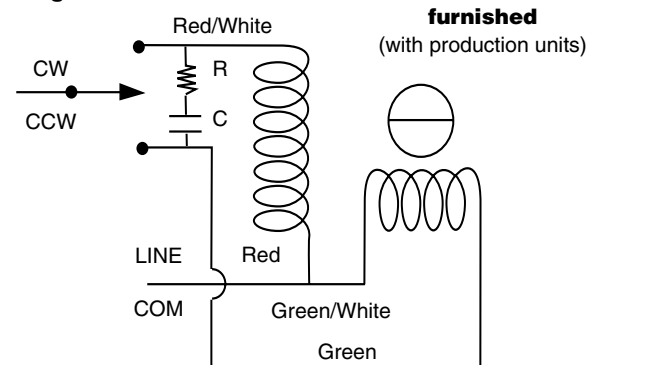 furnished
(with production units)
Red/White
CW
R
CCW
C
LINE
Red
COM
Green/White
Green